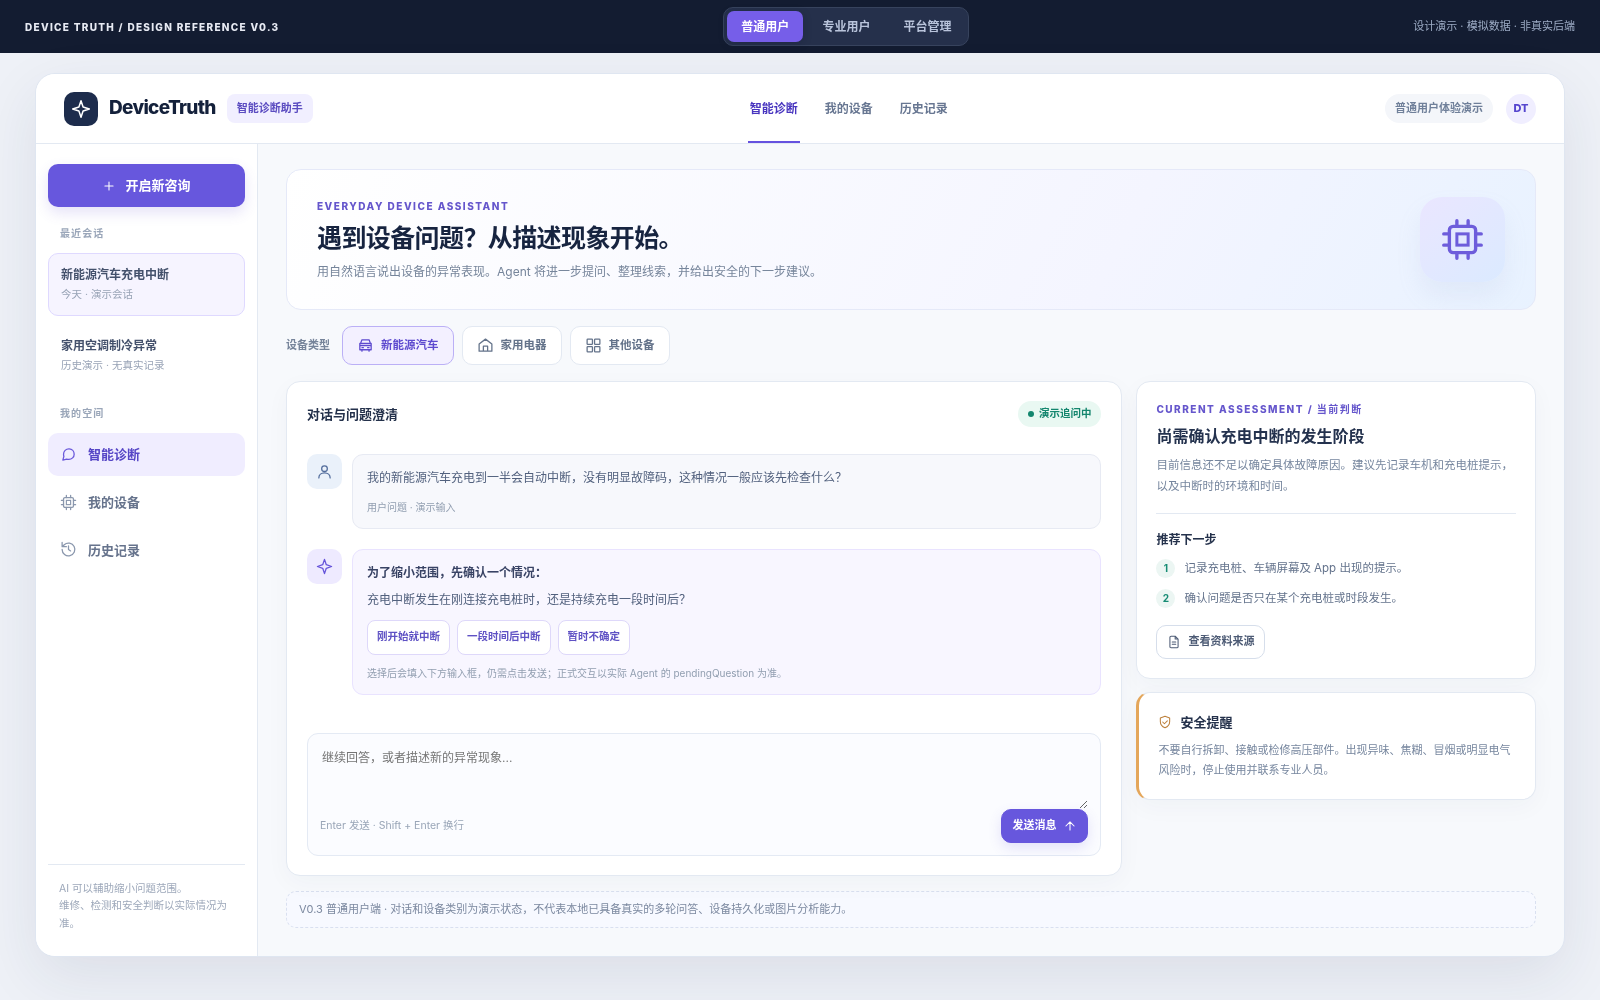 DEVICE TRUTH / DESIGN REFERENCE V0.3
普通用户
专业用户
平台管理
设计演示 · 模拟数据 · 非真实后端
DeviceTruth
智能诊断助手
智能诊断
我的设备
历史记录
普通用户体验演示
DT
开启新咨询
最近会话
新能源汽车充电中断
今天 · 演示会话
家用空调制冷异常
历史演示 · 无真实记录
我的空间
智能诊断
我的设备
历史记录
AI 可以辅助缩小问题范围。
维修、检测和安全判断以实际情况为
准。
EVERYDAY DEVICE ASSISTANT
遇到设备问题？从描述现象开始。
用自然语言说出设备的异常表现。Agent 将进一步提问、整理线索，并给出安全的下一步建议。
设备类型
新能源汽车
家用电器
其他设备
对话与问题澄清
演示追问中
我的新能源汽车充电到一半会自动中断，没有明显故障码，这种情况一般应该先检查什么？
用户问题 · 演示输入
为了缩小范围，先确认一个情况：
充电中断发生在刚连接充电桩时，还是持续充电一段时间后？
刚开始就中断
一段时间后中断
暂时不确定
选择后会填入下方输入框，仍需点击发送；正式交互以实际 Agent 的 pendingQuestion 为准。
继续回答，或者描述新的异常现象...
Enter 发送 · Shift + Enter 换行
发送消息
CURRENT ASSESSMENT / 当前判断
尚需确认充电中断的发生阶段
目前信息还不足以确定具体故障原因。建议先记录车机和充电桩提示，
以及中断时的环境和时间。
推荐下一步
1 记录充电桩、车辆屏幕及 App 出现的提示。
2 确认问题是否只在某个充电桩或时段发生。
查看资料来源
安全提醒
不要自行拆卸、接触或检修高压部件。出现异味、焦糊、冒烟或明显电气
风险时，停止使用并联系专业人员。
V0.3 普通用户端 · 对话和设备类别为演示状态，不代表本地已具备真实的多轮问答、设备持久化或图片分析能力。